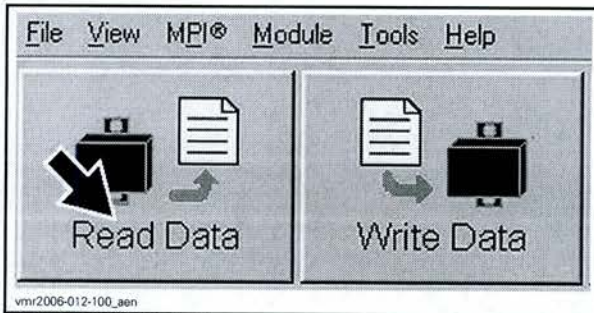 File View MPI® Module Tools Help
Read Data Write Data
vmr2006-012-100_aen